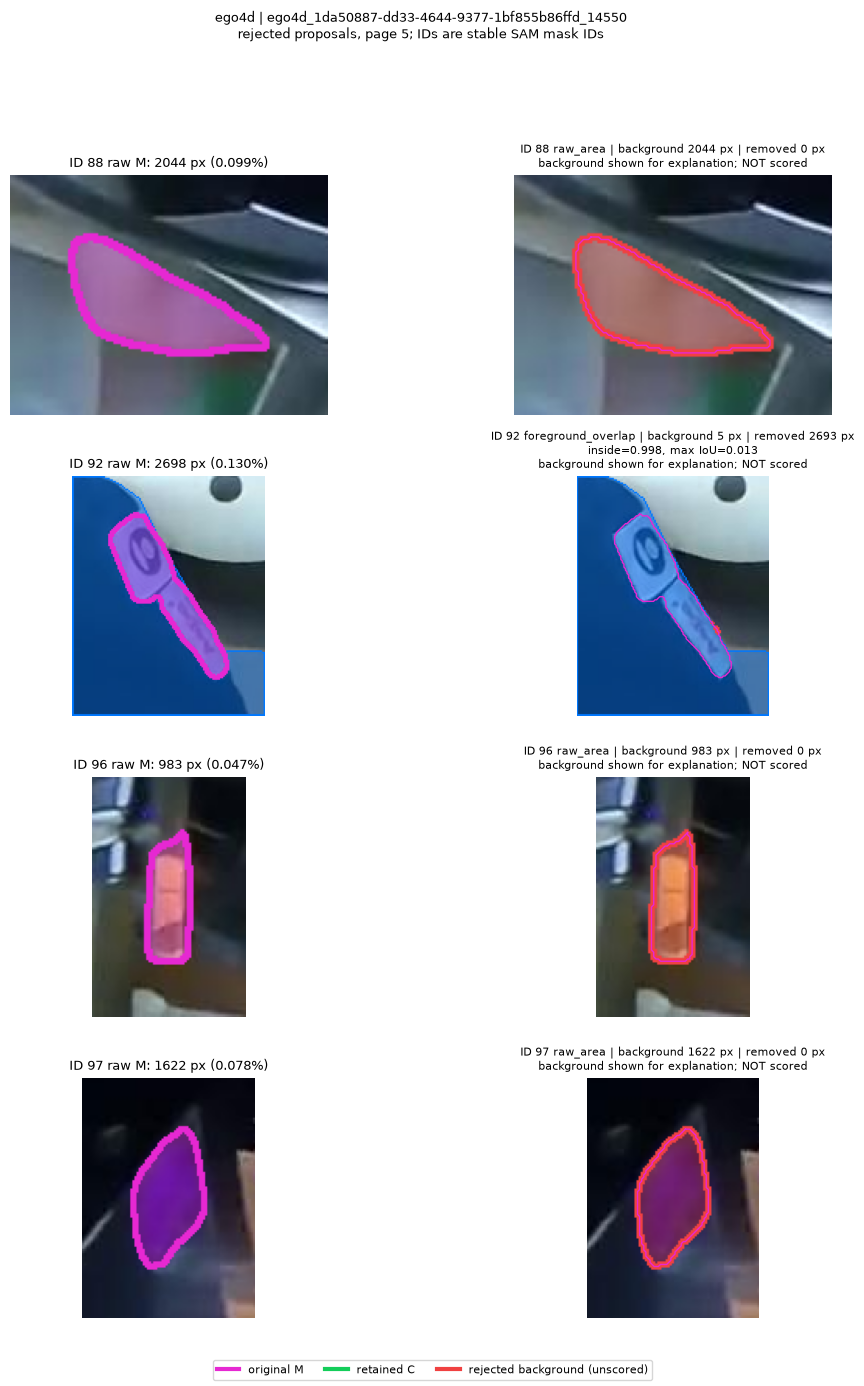 ego4d | ego4d_1da50887-dd33-4644-9377-1bf855b86ffd_14550
rejected proposals, page 5; IDs are stable SAM mask IDs
ID 88 raw M: 2044 px (0.099%)
ID 88 raw_area | background 2044 px | removed 0 px
background shown for explanation; NOT scored
ID 92 raw M: 2698 px (0.130%)
ID 92 foreground_overlap | background 5 px | removed 2693 px
inside=0.998, max IoU=0.013
background shown for explanation; NOT scored
ID 96 raw M: 983 px (0.047%)
ID 96 raw_area | background 983 px | removed 0 px
background shown for explanation; NOT scored
ID 97 raw M: 1622 px (0.078%)
ID 97 raw_area | background 1622 px | removed 0 px
background shown for explanation; NOT scored
original M
retained C
rejected background (unscored)